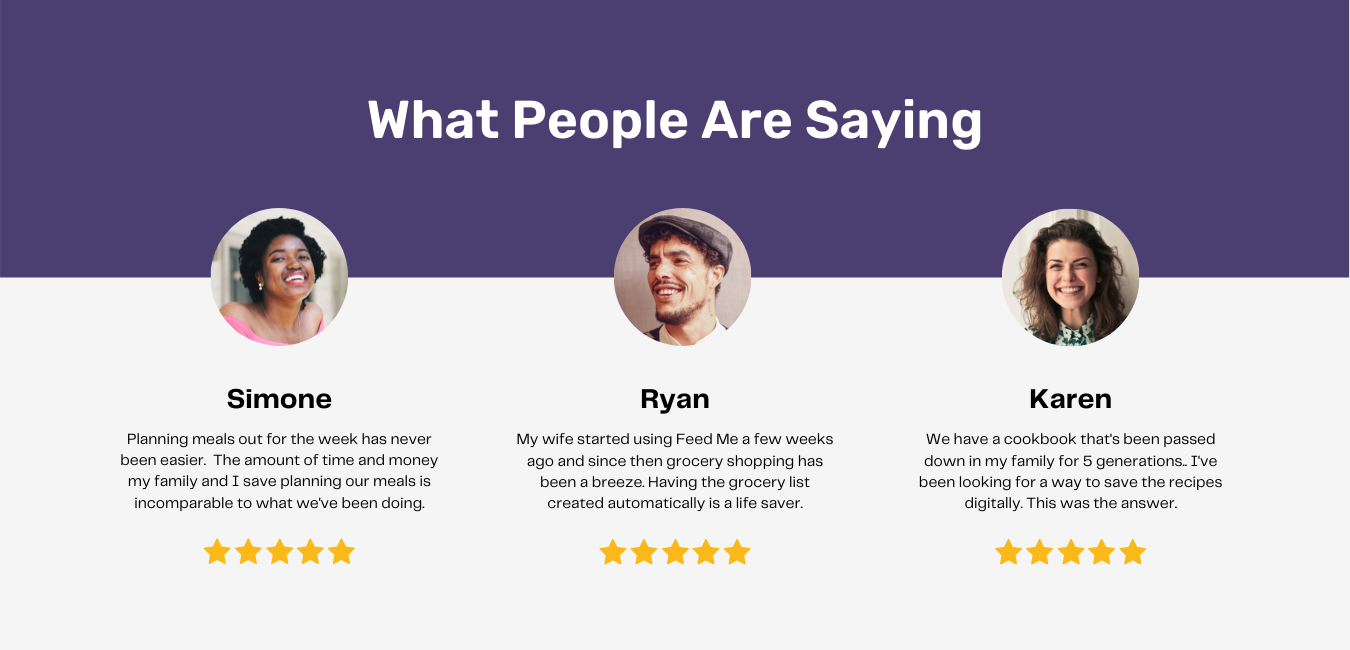 What People Are Saying
Simone
Planning meals out for the week has never
been easier.  The amount of time and money
my family and I save planning our meals is
incomparable to what we've been doing.
Ryan
My wife started using Feed Me a few weeks
ago and since then grocery shopping has
been a breeze. Having the grocery list
created automatically is a life saver.
Karen
We have a cookbook that's been passed
down in my family for 5 generations.. I've
been looking for a way to save the recipes
digitally. This was the answer.